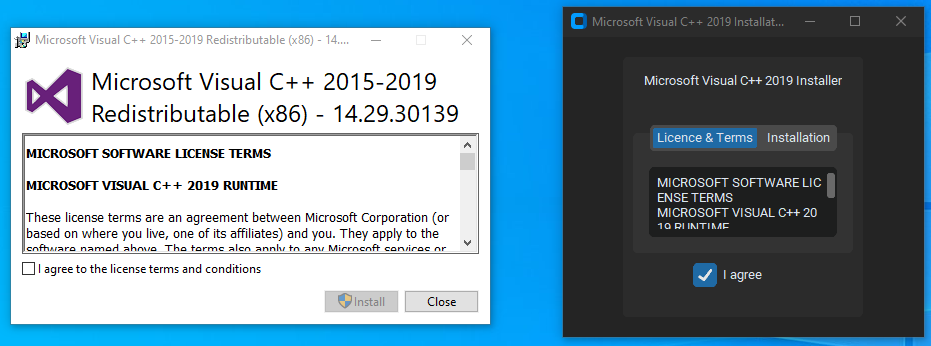 Microsoft Visual C++ 2015-2019 Redistributable (x86) - 14....
Microsoft Visual C++ 2015-2019
Redistributable (x86) - 14.29.30139
MICROSOFT SOFTWARE LICENSE TERMS
MICROSOFT VISUAL C++ 2019 RUNTIME
These license terms are an agreement between Microsoft Corporation (or
based on where you live, one of its affiliates) and you. They apply to the
software named above. The terms also apply to any Microsoft services or
I agree to the license terms and conditions
Install
Close
Microsoft Visual C++ 2019 Installat...
Microsoft Visual C++ 2019 Installer
Licence & Terms
Installation
MICROSOFT SOFTWARE LIC
ENSE TERMS
MICROSOFT VISUAL C++ 20
19 RUNTIME
I agree